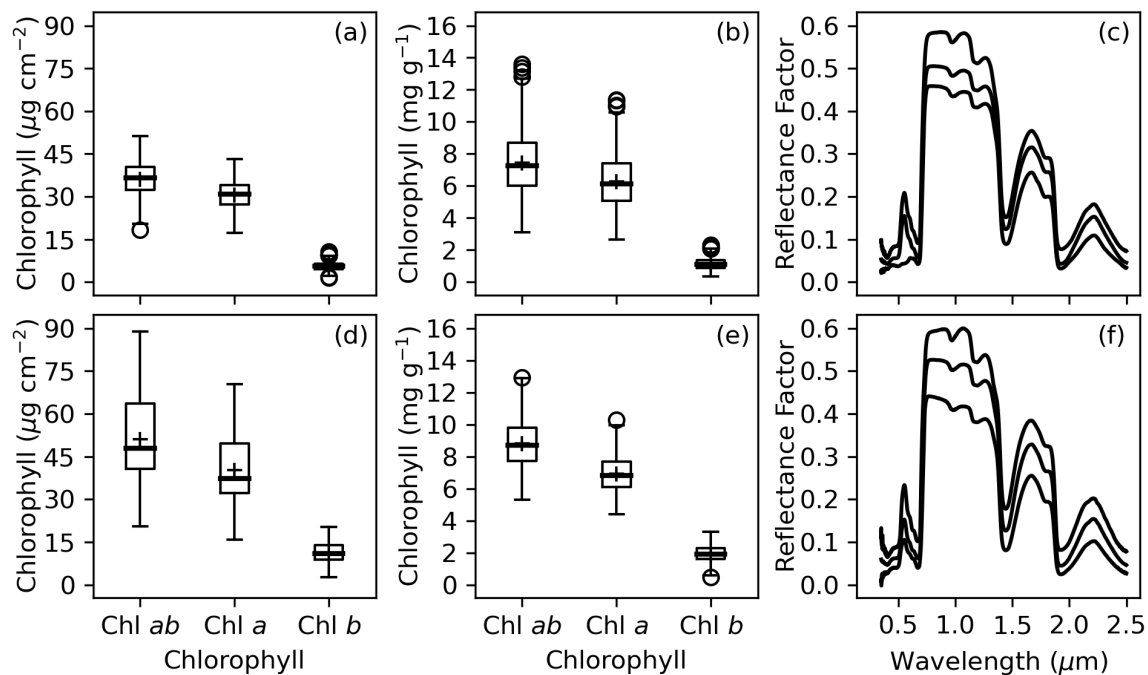 (a)
Chlorophyll (μg cm⁻²)
90
75
60
45
30
15
0
(b)
Chlorophyll (mg g⁻¹)
16
14
12
10
8
6
4
2
0
(c)
Reflectance Factor
0.6
0.5
0.4
0.3
0.2
0.1
0.0
(d)
Chlorophyll (μg cm⁻²)
90
75
60
45
30
15
0
Chl ab Chl a Chl b
Chlorophyll
(e)
Chlorophyll (mg g⁻¹)
16
14
12
10
8
6
4
2
0
Chl ab Chl a Chl b
Chlorophyll
(f)
Reflectance Factor
0.6
0.5
0.4
0.3
0.2
0.1
0.0
0.5 1.0 1.5 2.0 2.5
Wavelength (μm)